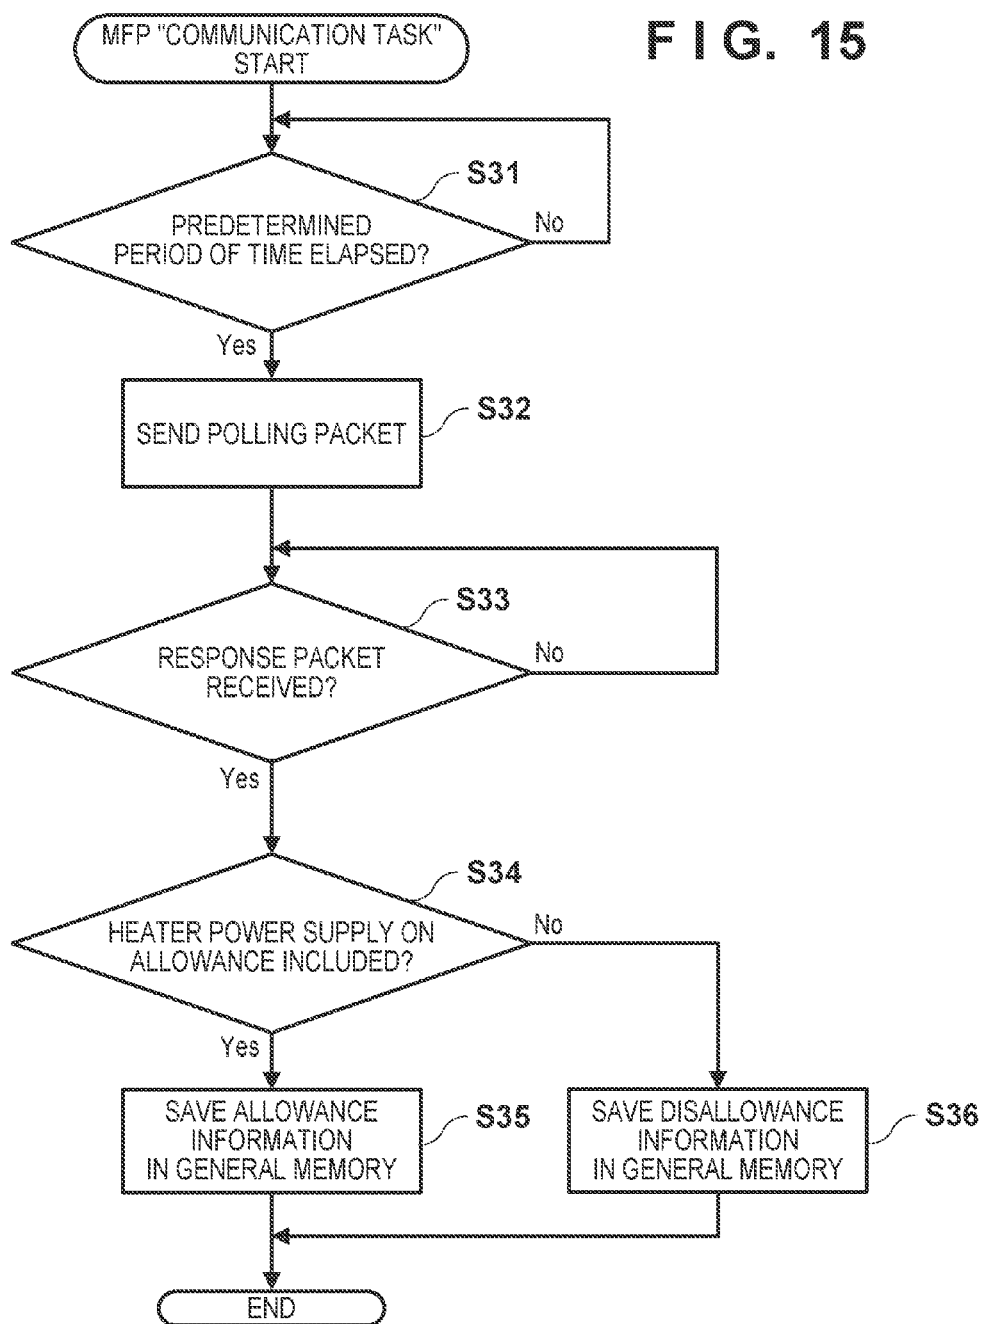 MFP "COMMUNICATION TASK"
START
FIG. 15
S31
PREDETERMINED
PERIOD OF TIME ELAPSED?
No
Yes
S32
SEND POLLING PACKET
S33
RESPONSE PACKET
RECEIVED?
No
Yes
S34
HEATER POWER SUPPLY ON
ALLOWANCE INCLUDED?
No
Yes
SAVE ALLOWANCE
INFORMATION
IN GENERAL MEMORY
S35
SAVE DISALLOWANCE
INFORMATION
IN GENERAL MEMORY
S36
END